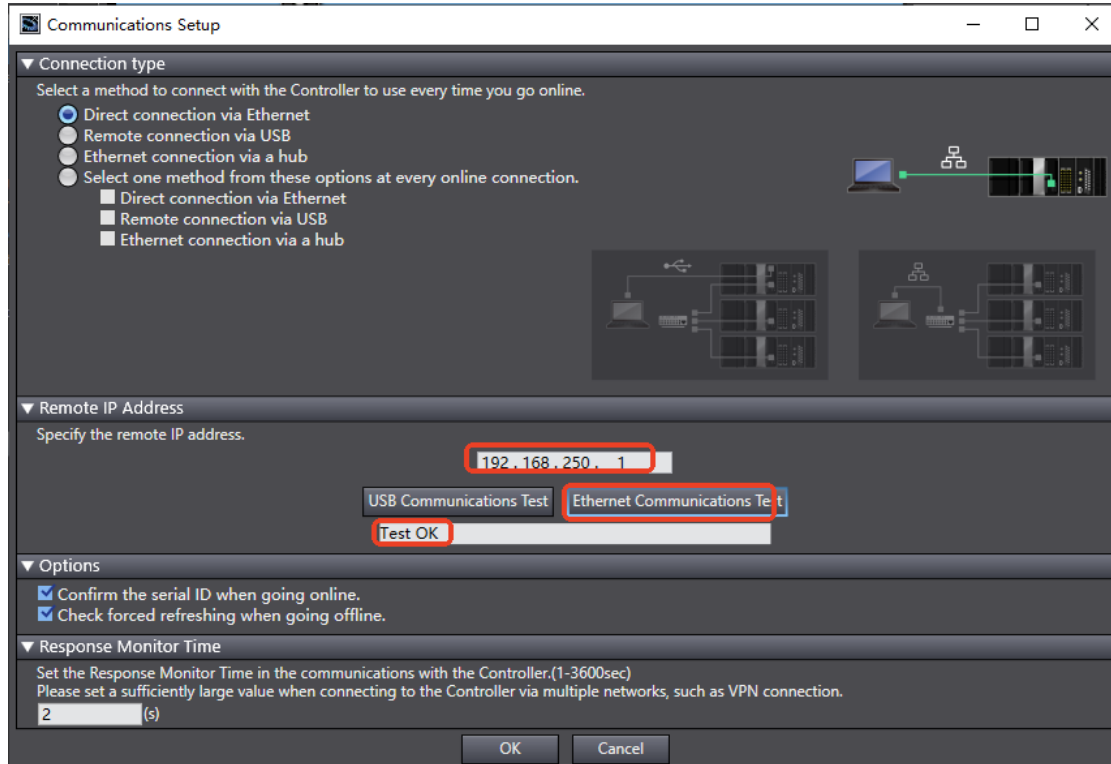 Communications Setup
Connection type
Select a method to connect with the Controller to use every time you go online.
Direct connection via Ethernet
Remote connection via USB
Ethernet connection via a hub
Select one method from these options at every online connection.
Direct connection via Ethernet
Remote connection via USB
Ethernet connection via a hub
Remote IP Address
Specify the remote IP address.
192 . 168 . 250 . 1
USB Communications Test Ethernet Communications Test
Test OK
Options
Confirm the serial ID when going online.
Check forced refreshing when going offline.
Response Monitor Time
Set the Response Monitor Time in the communications with the Controller.(1-3600sec)
Please set a sufficiently large value when connecting to the Controller via multiple networks, such as VPN connection.
2 (s)
OK Cancel